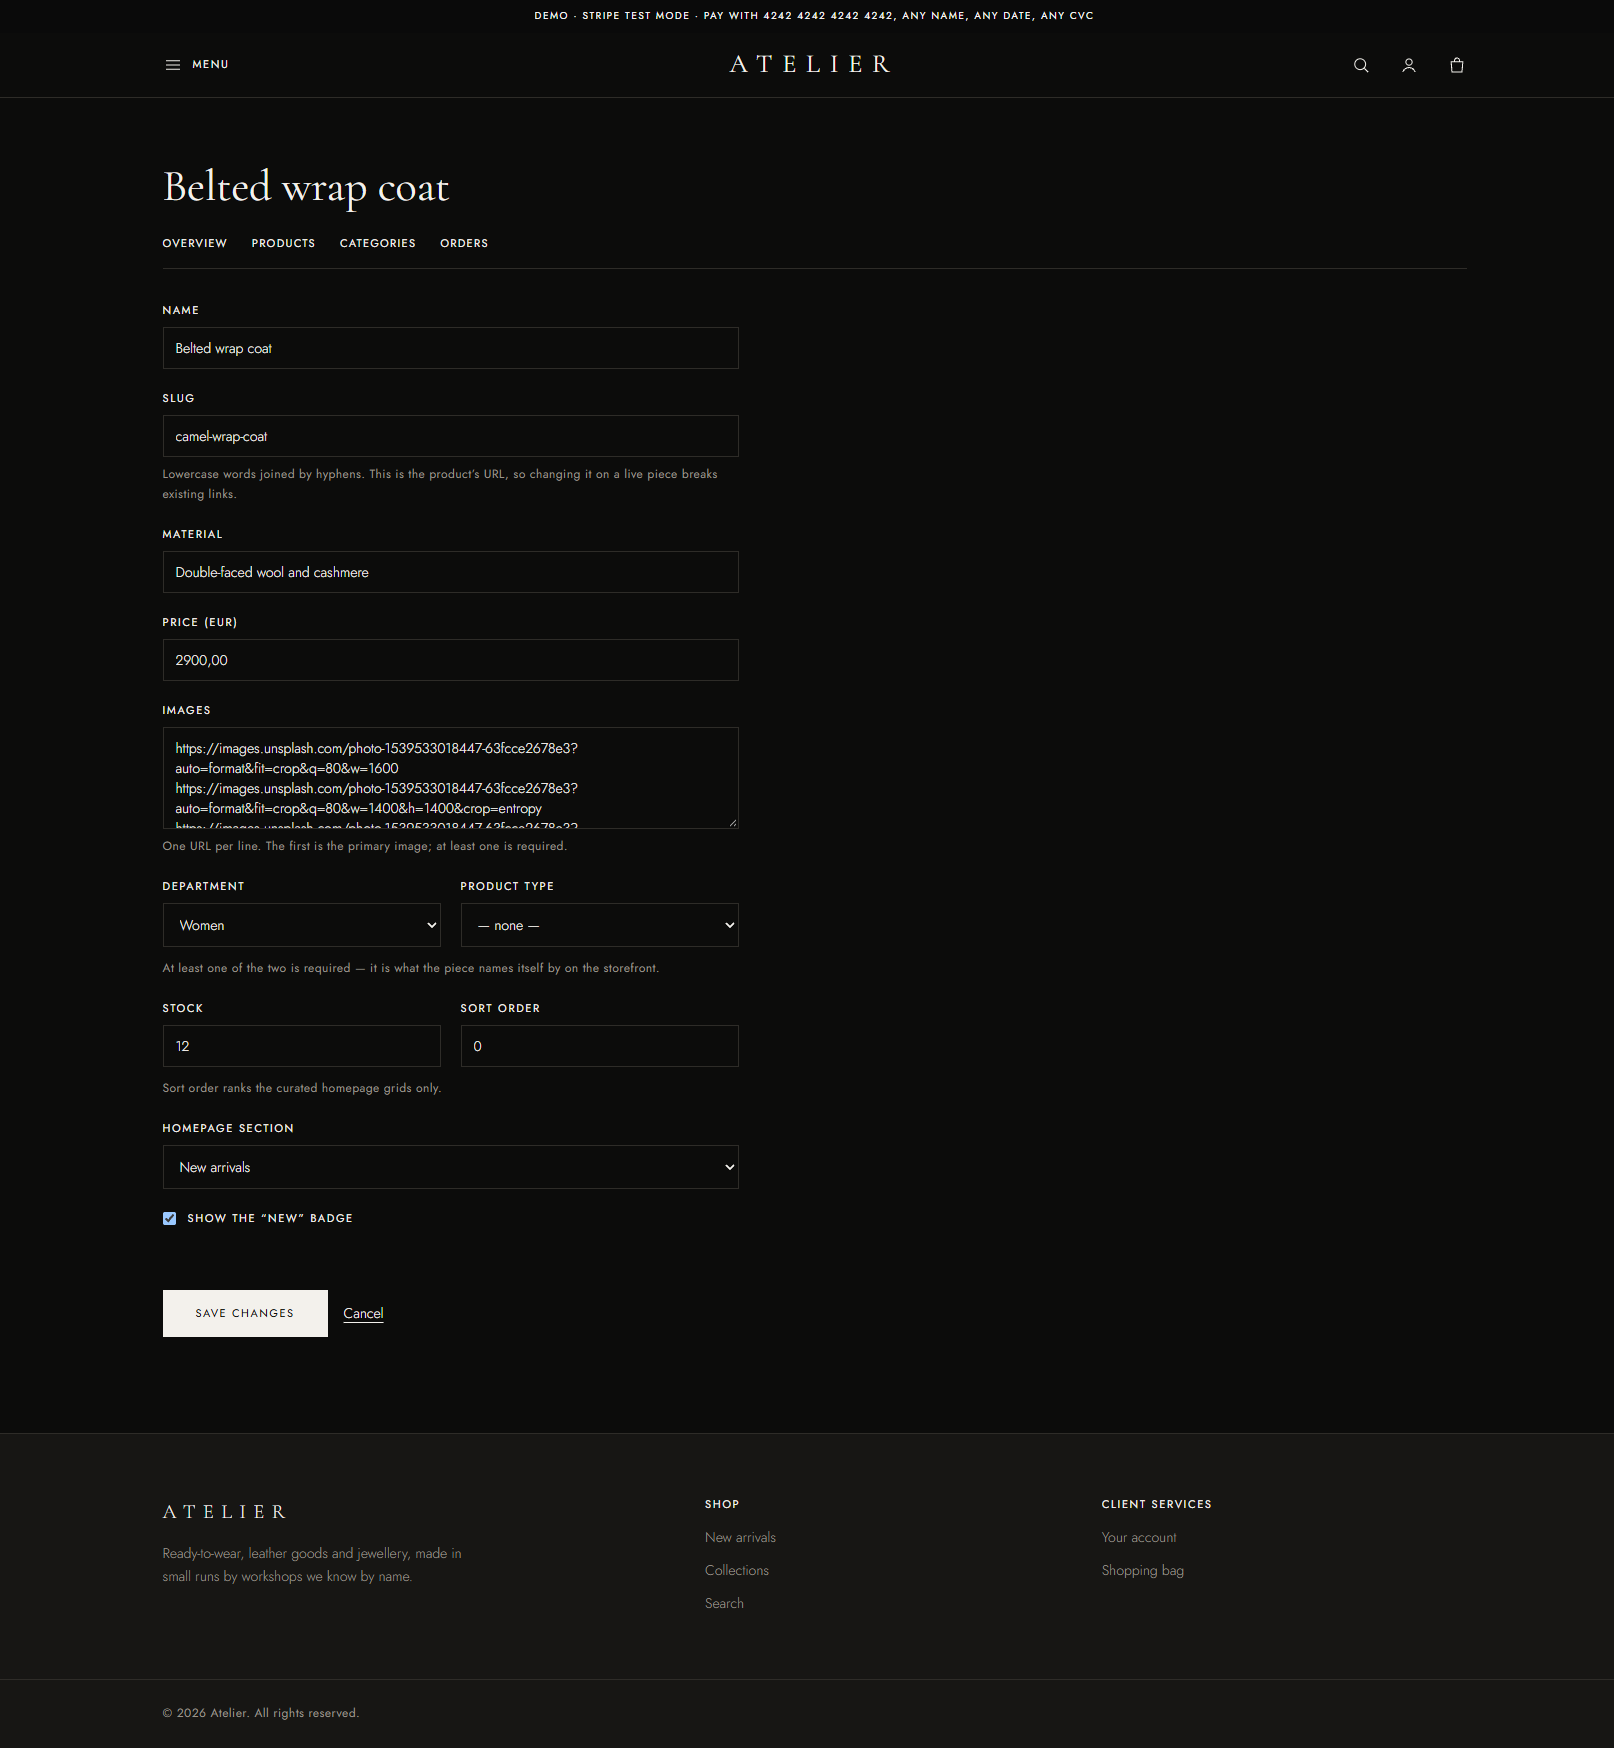 DEMO · STRIPE TEST MODE · PAY WITH 4242 4242 4242 4242, ANY NAME, ANY DATE, ANY CVC
MENU
ATELIER
Belted wrap coat
OVERVIEW PRODUCTS CATEGORIES ORDERS
NAME
Belted wrap coat
SLUG
camel-wrap-coat
Lowercase words joined by hyphens. This is the product’s URL, so changing it on a live piece breaks
existing links.
MATERIAL
Double-faced wool and cashmere
PRICE (EUR)
2900,00
IMAGES
https://images.unsplash.com/photo-1539533018447-63fcce2678e3?
auto=format&fit=crop&q=80&w=1600
https://images.unsplash.com/photo-1539533018447-63fcce2678e3?
auto=format&fit=crop&q=80&w=1400&h=1400&crop=entropy
https://images.unsplash.com/photo-1539533018447-63fcce2678e3?
One URL per line. The first is the primary image; at least one is required.
DEPARTMENT PRODUCT TYPE
Women — none —
At least one of the two is required — it is what the piece names itself by on the storefront.
STOCK SORT ORDER
12 0
Sort order ranks the curated homepage grids only.
HOMEPAGE SECTION
New arrivals
SHOW THE “NEW” BADGE
SAVE CHANGES Cancel
ATELIER
Ready-to-wear, leather goods and jewellery, made in
small runs by workshops we know by name.
SHOP
New arrivals
Collections
Search
CLIENT SERVICES
Your account
Shopping bag
© 2026 Atelier. All rights reserved.